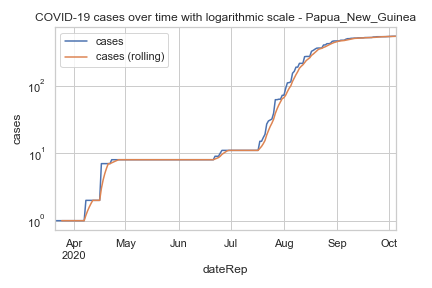 COVID-19 cases over time with logarithmic scale - Papua_New_Guinea
cases
cases (rolling)
10²
10¹
10⁰
cases
Apr
2020
May
Jun
Jul
Aug
Sep
Oct
dateRep